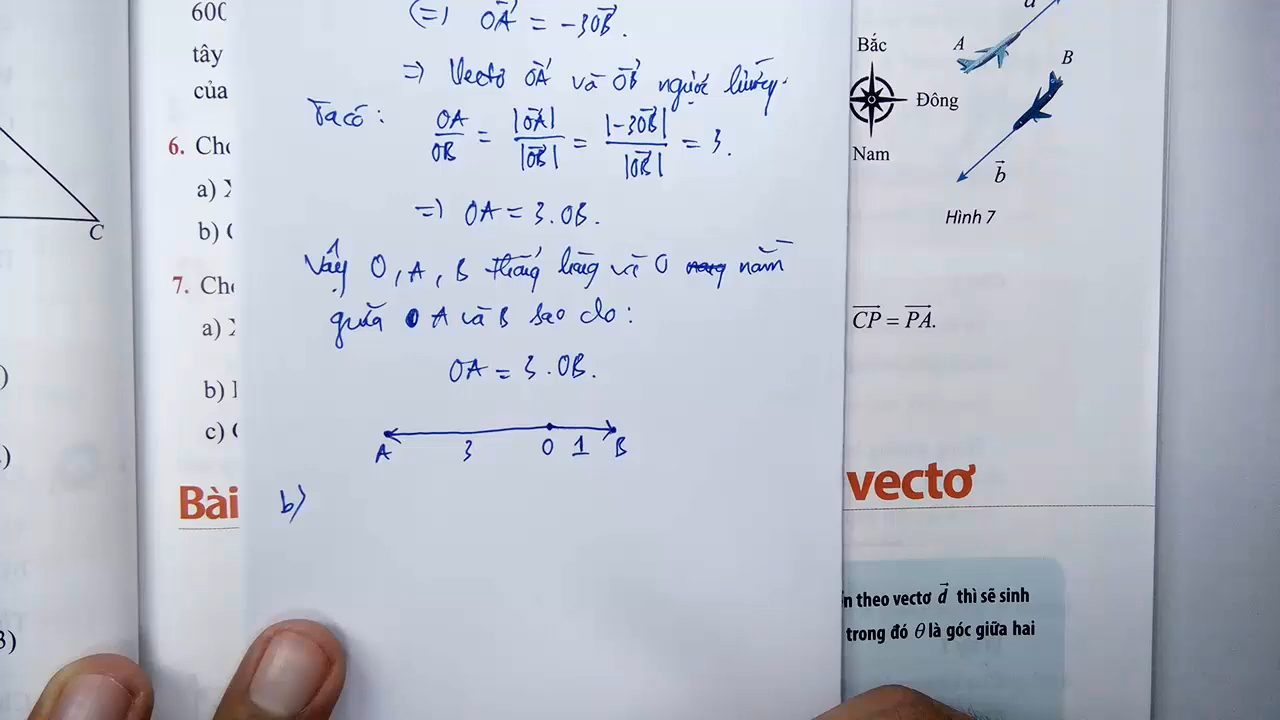 600
tây
của
6. Cho
a) X
b)
7. Cho
a) X
b)
c)
Bài
C
)
)
3)
(=) OA⃗ = -3OB⃗.
=> Vectơ OA⃗ và OB⃗ ngược hướng.
Ta có: OA/OB = |OA⃗|/|OB⃗| = |-3OB⃗|/|OB⃗| = 3.
=> OA = 3.OB.
Vậy O, A, B thẳng hàng và O nằm
giữa A và B sao cho:
OA = 3.OB.
A 3 O 1 B
b)
a⃗
Bắc
A
B
Đông
Nam
b⃗
Hình 7
CP⃗ = PA⃗.
vectơ
n theo vectơ d⃗ thì sẽ sinh
trong đó θ là góc giữa hai